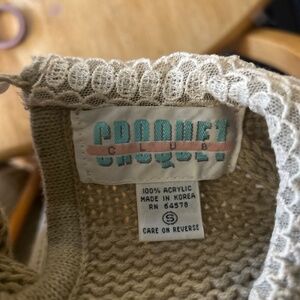 CROQUET
CLUB
100% ACRYLIC
MADE IN KOREA
RN 64578
S
CARE ON REVERSE